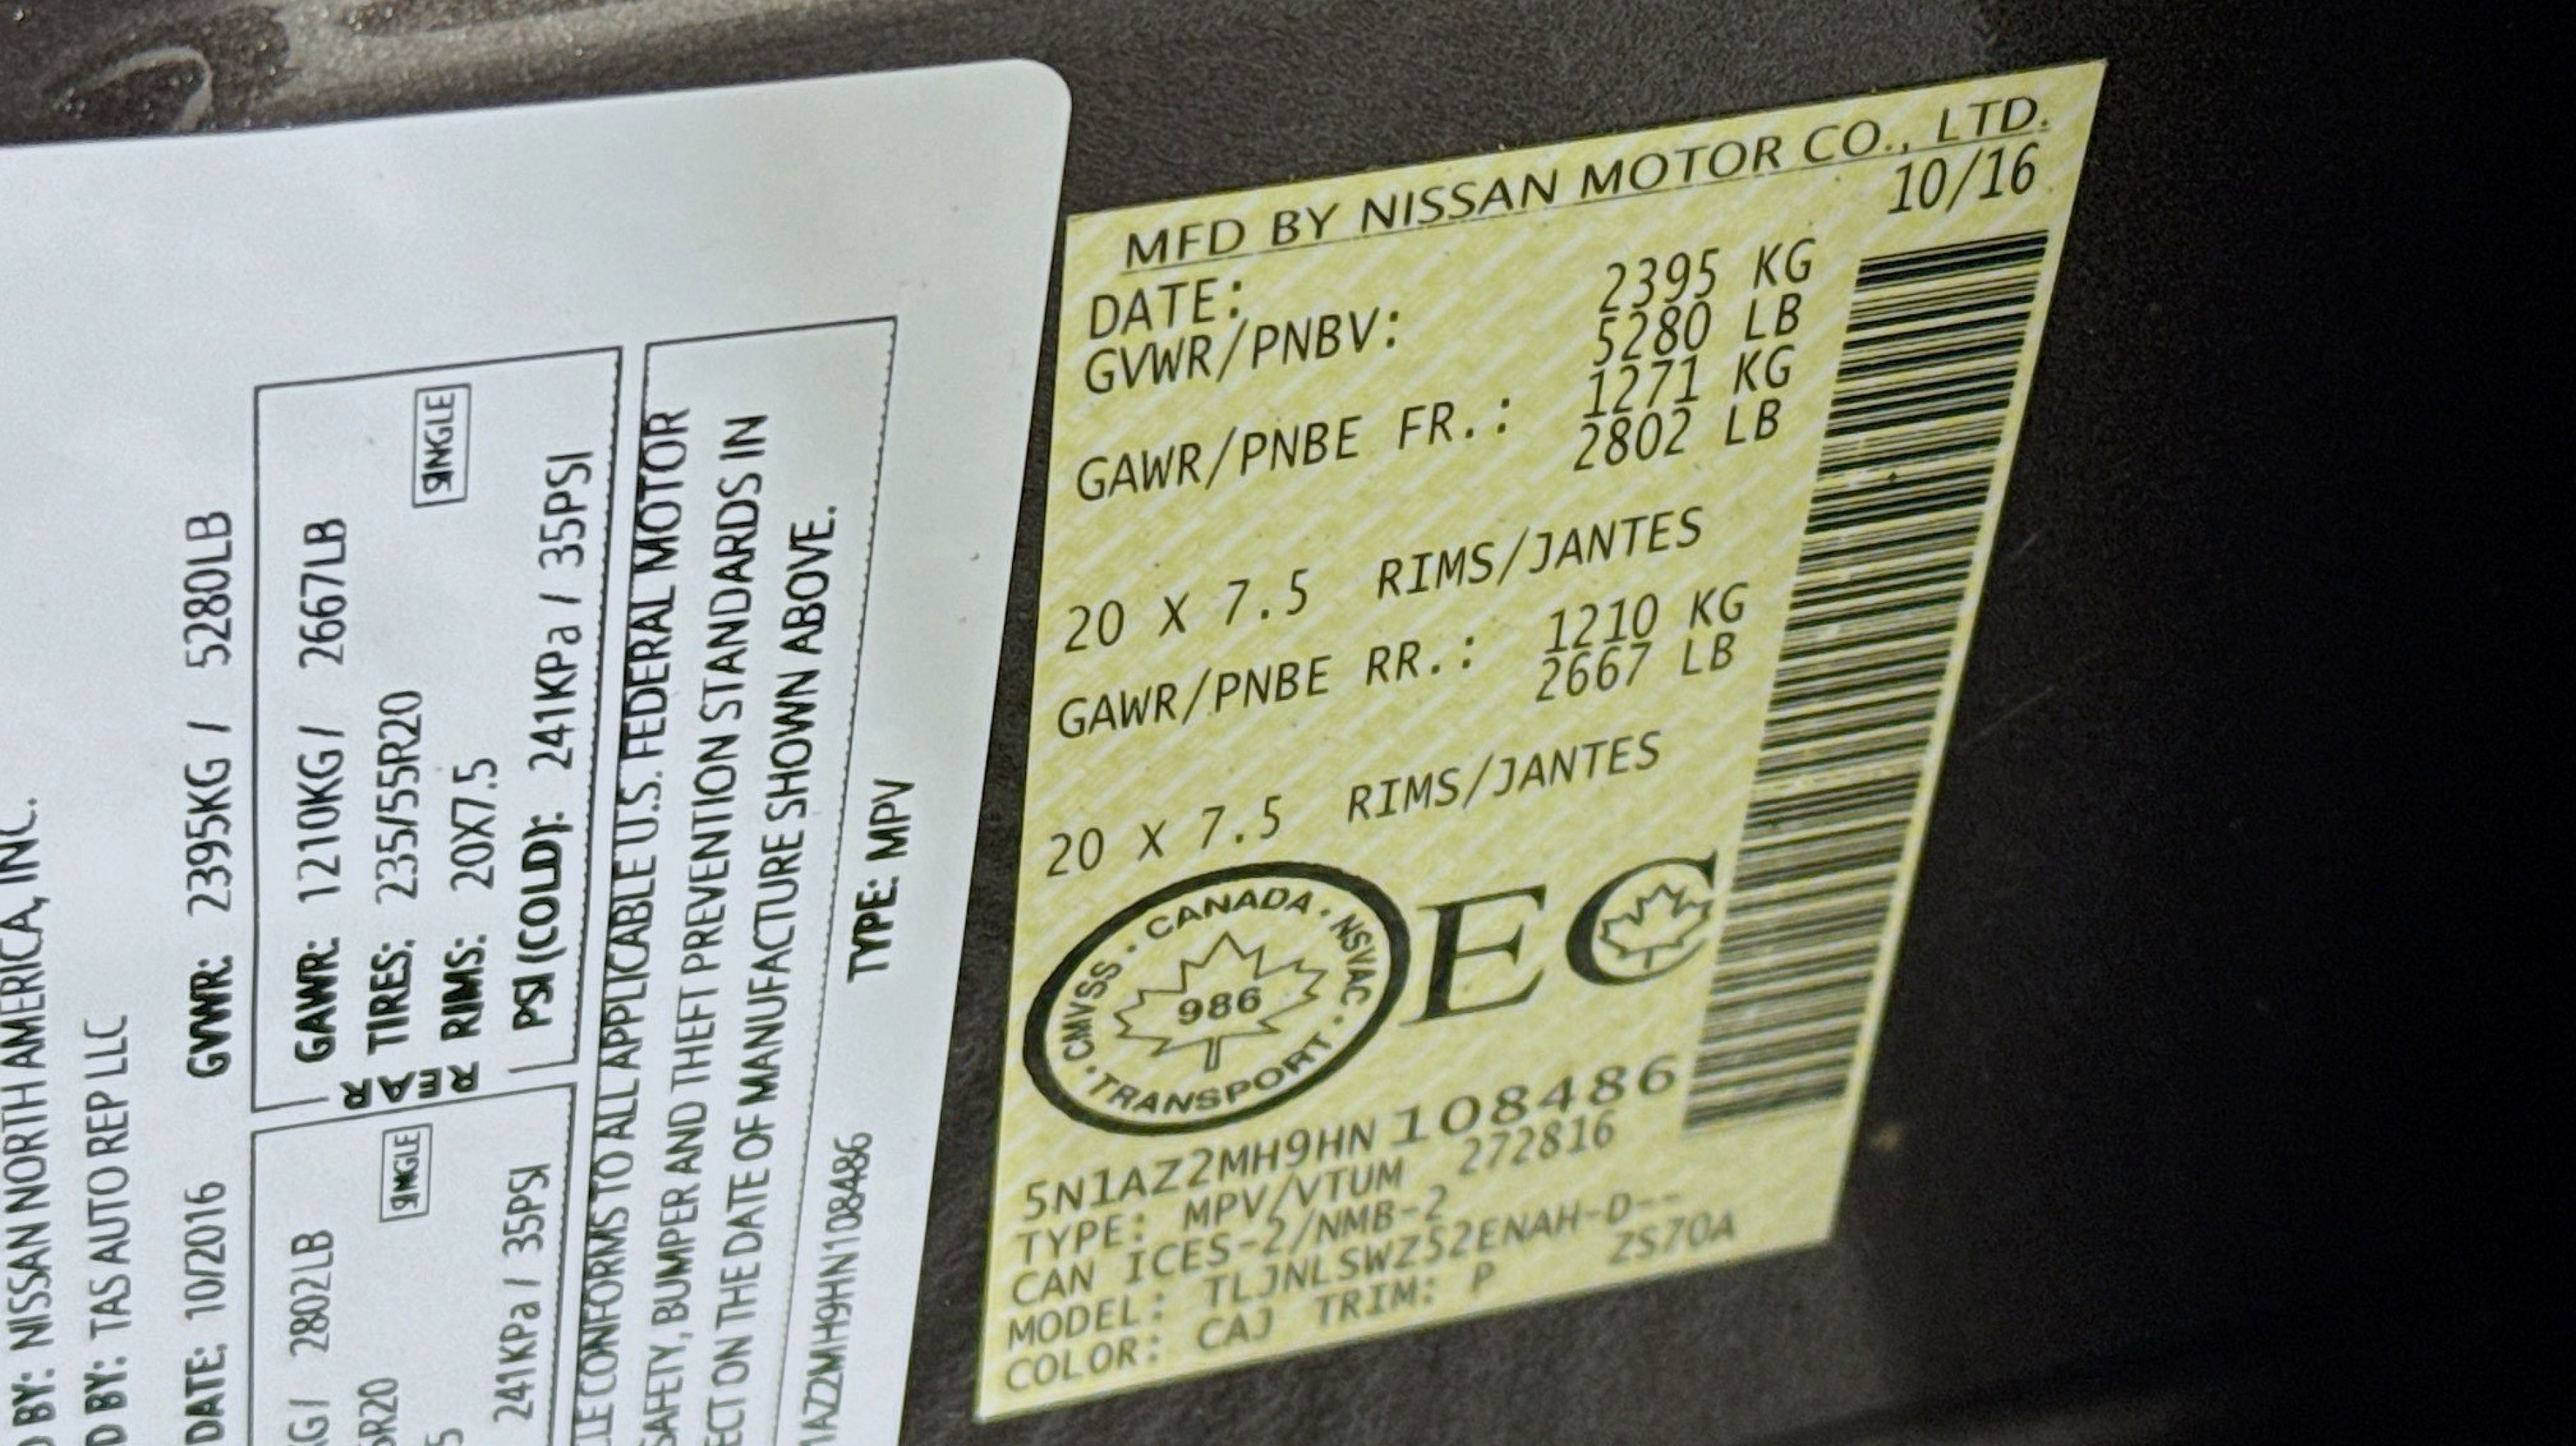 MFD BY NISSAN MOTOR CO., LTD.
DATE: 10/16
GVWR/PNBV: 2395 KG
5280 LB
GAWR/PNBE FR.: 1271 KG
2802 LB
20 X 7.5 RIMS/JANTES
GAWR/PNBE RR.: 1210 KG
2667 LB
20 X 7.5 RIMS/JANTES
CMVSS · CANADA · NSVAC · TRANSPORT ·
986
EC
5N1AZ2MH9HN108486
TYPE: MPV/VTUM 272816
CAN ICES-2/NMB-2
MODEL: TLJNLSWZ52ENAH-D--
COLOR: CAJ TRIM: P ZS70A
BY: NISSAN NORTH AMERICA, INC.
BY: TAS AUTO REP LLC
DATE: 10/2016 GVWR: 2395KG / 5280LB
KG / 2802LB
5R20
5
SINGLE
241KPa / 35PSI
REAR
GAWR: 1210KG / 2667LB
TIRES: 235/55R20
RIMS: 20X7.5
SINGLE
PSI (COLD): 241KPa / 35PSI
CONFORMS TO ALL APPLICABLE U.S. FEDERAL MOTOR
SAFETY, BUMPER AND THEFT PREVENTION STANDARDS IN
ECT ON THE DATE OF MANUFACTURE SHOWN ABOVE.
1AZ2MH9HN108486 TYPE: MPV